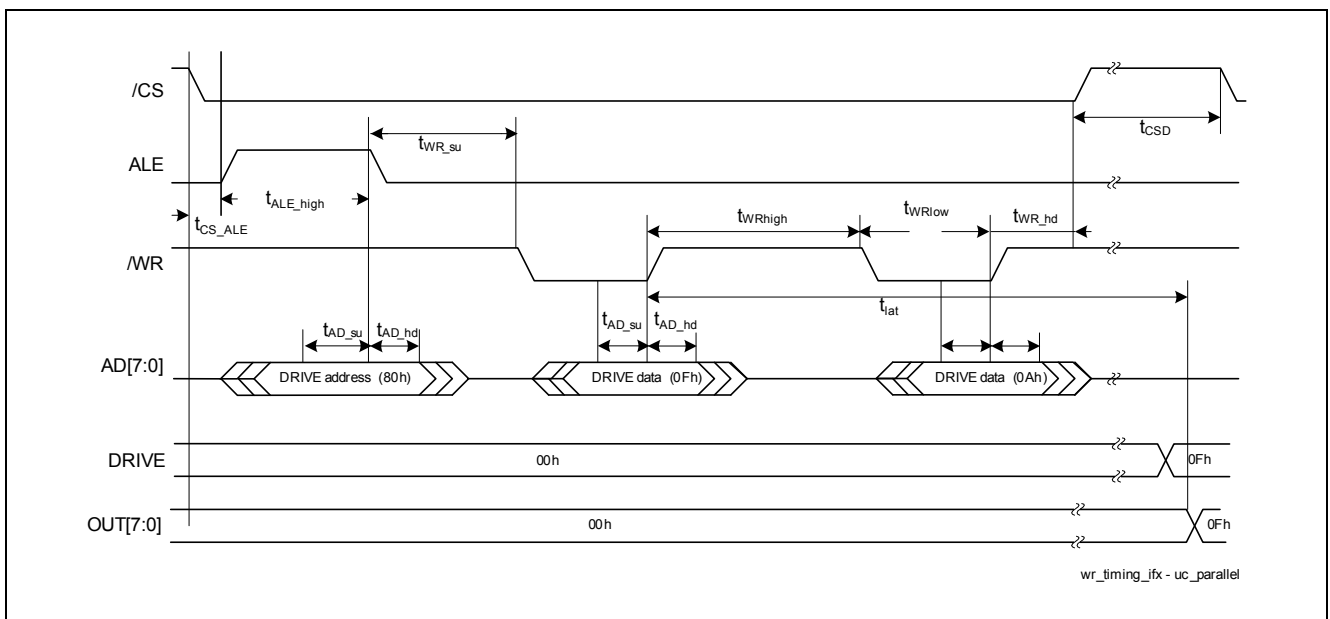 /CS
tCSD
tWR_su
ALE
tALE_high
tCS_ALE
tWRhigh
tWRlow
tWR_hd
/WR
tlat
tAD_su
tAD_hd
tAD_su
tAD_hd
AD[7:0]
DRIVE address (80h)
DRIVE data (0Fh)
DRIVE data (0Ah)
DRIVE
00h
0Fh
OUT[7:0]
00h
0Fh
wr_timing_ifx - uc_parallel